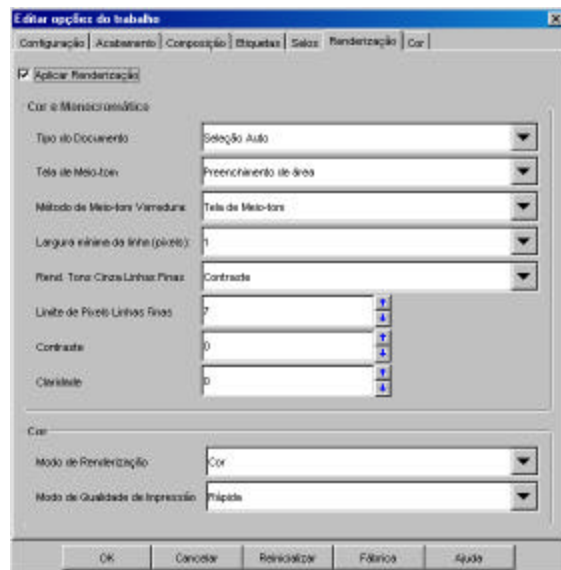 Editar opções do trabalho
Configuração Acabamento Composição Etiquetas Selos Renderização Cor
Aplicar Renderização
Cor e Monocromático
Tipo do Documento Seleção Auto
Tela de Meio-tom Preenchimento de área
Método de Meio-tom Varredura: Tela de Meio-tom
Largura mínima da linha (pixels): 1
Rend. Tons Cinza Linhas Finas Contraste
Limite de Pixels Linhas Finas 7
Contraste 0
Claridade 0
Cor
Modo de Renderização Cor
Modo de Qualidade de Impressão Rápida
OK Cancelar Reinicializar Fábrica Ajuda